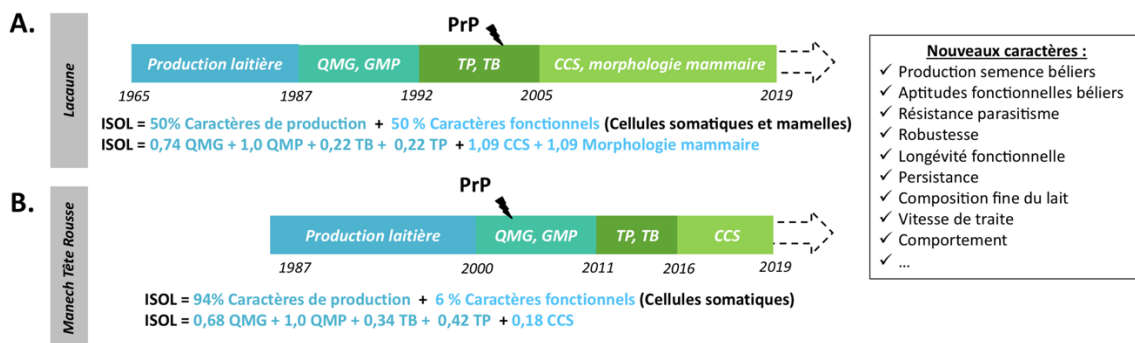 A.
Lacaune
PrP
Production laitière
QMG, GMP
TP, TB
CCS, morphologie mammaire
1965
1987
1992
2005
2019
ISOL = 50% Caractères de production + 50 % Caractères fonctionnels (Cellules somatiques et mamelles)
ISOL = 0,74 QMG + 1,0 QMP + 0,22 TB + 0,22 TP + 1,09 CCS + 1,09 Morphologie mammaire
B.
Manech Tête Rousse
PrP
Production laitière
QMG, GMP
TP, TB
CCS
1987
2000
2011
2016
2019
ISOL = 94% Caractères de production + 6 % Caractères fonctionnels (Cellules somatiques)
ISOL = 0,68 QMG + 1,0 QMP + 0,34 TB + 0,42 TP + 0,18 CCS
Nouveaux caractères :
✓ Production semence béliers
✓ Aptitudes fonctionnelles béliers
✓ Résistance parasitisme
✓ Robustesse
✓ Longévité fonctionnelle
✓ Persistance
✓ Composition fine du lait
✓ Vitesse de traite
✓ Comportement
✓ ...